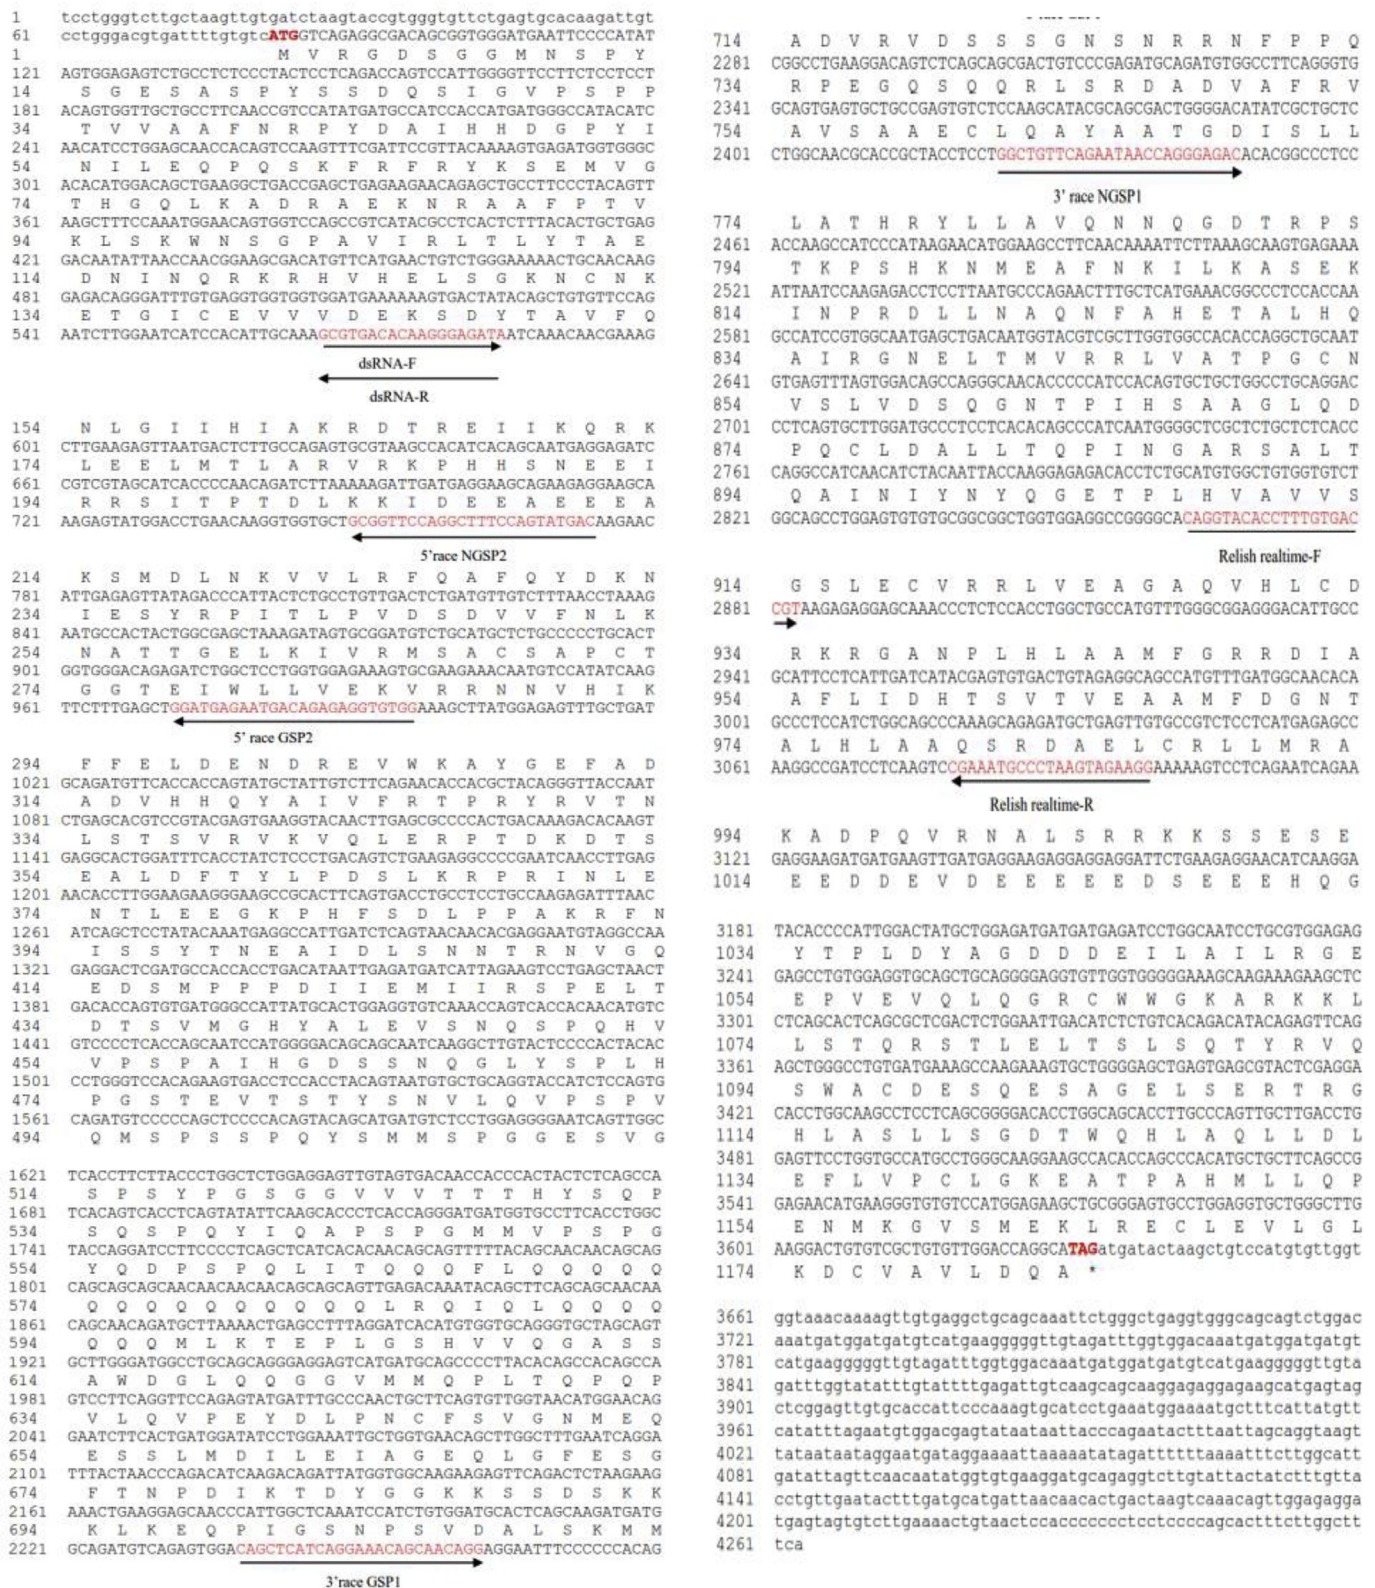 1 tcctgggtcttgctaagttgtgatctaagtaccgtgggtgttctgagtgcacaagattgt
61 cctgggacgtgattttgtgtcATGGTCAGAGGCGACAGCGGTGGGATGAATTCCCCATAT
1 M V R G D S G G M N S P Y
121 AGTGGAGAGTCTGCCTCTCCCTACTCCTCAGACCAGTCCATTGGGGTTCCTTCTCCTCCT
14 S G E S A S P Y S S D Q S I G V P S P P
181 ACAGTGGTTGCTGCCTTCAACCGTCCATATGATGCCATCCACCATGATGGGCCATACATC
34 T V V A A F N R P Y D A I H H D G P Y I
241 AACATCCTGGAGCAACCACAGTCCAAGTTTCGATTCCGTTACAAAAGTGAGATGGTGGGC
54 N I L E Q P Q S K F R F R Y K S E M V G
301 ACACATGGACAGCTGAAGGCTGACCGAGCTGAGAAGAACAGAGCTGCCTTCCCTACAGTT
74 T H G Q L K A D R A E K N R A A F P T V
361 AAGCTTTCCAAATGGAACAGTGGTCCAGCCGTCATACGCCTCACTCTTTACACTGCTGAG
94 K L S K W N S G P A V I R L T L Y T A E
421 GACAATATTAACCAACGGAAGCGACATGTTCATGAACTGTCTGGGAAAAACTGCAACAAG
114 D N I N Q R K R H V H E L S G K N C N K
481 GAGACAGGGATTTGTGAGGTGGTGGTGGATGAAAAAAGTGACTATACAGCTGTGTTCCAG
134 E T G I C E V V V D E K S D Y T A V F Q
541 AATCTTGGAATCATCCACATTGCAAAGCGTGACACAAGGGAGATAATCAAACAACGAAAG
dsRNA-F
dsRNA-R
154 N L G I I H I A K R D T R E I I K Q R K
601 CTTGAAGAGTTAATGACTCTTGCCAGAGTGCGTAAGCCACATCACAGCAATGAGGAGATC
174 L E E L M T L A R V R K P H H S N E E I
661 CGTCGTAGCATCACCCCAACAGATCTTAAAAAGATTGATGAGGAAGCAGAAGAGGAAGCA
194 R R S I T P T D L K K I D E E A E E E A
721 AAGAGTATGGACCTGAACAAGGTGGTGCTGCGGTTCCAGGCTTTCCAGTATGACAAGAAC
5'race NGSP2
214 K S M D L N K V V L R F Q A F Q Y D K N
781 ATTGAGAGTTATAGACCCATTACTCTGCCTGTTGACTCTGATGTTGTCTTTAACCTAAAG
234 I E S Y R P I T L P V D S D V V F N L K
841 AATGCCACTACTGGCGAGCTAAAGATAGTGCGGATGTCTGCATGCTCTGCCCCCTGCACT
254 N A T T G E L K I V R M S A C S A P C T
901 GGTGGGACAGAGATCTGGCTCCTGGTGGAGAAAGTGCGAAGAAACAATGTCCATATCAAG
274 G G T E I W L L V E K V R R N N V H I K
961 TTCTTTGAGCTGGATGAGAATGACAGAGAGGTGTGGAAAGCTTATGGAGAGTTTGCTGAT
5' race GSP2
294 F F E L D E N D R E V W K A Y G E F A D
1021 GCAGATGTTCACCACCAGTATGCTATTGTCTTCAGAACACCACGCTACAGGGTTACCAAT
314 A D V H H Q Y A I V F R T P R Y R V T N
1081 CTGAGCACGTCCGTACGAGTGAAGGTACAACTTGAGCGCCCCACTGACAAAGACACAAGT
334 L S T S V R V K V Q L E R P T D K D T S
1141 GAGGCACTGGATTTCACCTATCTCCCTGACAGTCTGAAGAGGCCCCGAATCAACCTTGAG
354 E A L D F T Y L P D S L K R P R I N L E
1201 AACACCTTGGAAGAAGGGAAGCCGCACTTCAGTGACCTGCCTCCTGCCAAGAGATTTAAC
374 N T L E E G K P H F S D L P P A K R F N
1261 ATCAGCTCCTATACAAATGAGGCCATTGATCTCAGTAACAACACGAGGAATGTAGGCCAA
394 I S S Y T N E A I D L S N N T R N V G Q
1321 GAGGACTCGATGCCACCACCTGACATAATTGAGATGATCATTAGAAGTCCTGAGCTAACT
414 E D S M P P P D I I E M I I R S P E L T
1381 GACACCAGTGTGATGGGCCATTATGCACTGGAGGTGTCAAACCAGTCACCACAACATGTC
434 D T S V M G H Y A L E V S N Q S P Q H V
1441 GTCCCCTCACCAGCAATCCATGGGGACAGCAGCAATCAAGGCTTGTACTCCCCACTACAC
454 V P S P A I H G D S S N Q G L Y S P L H
1501 CCTGGGTCCACAGAAGTGACCTCCACCTACAGTAATGTGCTGCAGGTACCATCTCCAGTG
474 P G S T E V T S T Y S N V L Q V P S P V
1561 CAGATGTCCCCCAGCTCCCCACAGTACAGCATGATGTCTCCTGGAGGGGAATCAGTTGGC
494 Q M S P S S P Q Y S M M S P G G E S V G
1621 TCACCTTCTTACCCTGGCTCTGGAGGAGTTGTAGTGACAACCACCCACTACTCTCAGCCA
514 S P S Y P G S G G V V V T T T H Y S Q P
1681 TCACAGTCACCTCAGTATATTCAAGCACCCTCACCAGGGATGATGGTGCCTTCACCTGGC
534 S Q S P Q Y I Q A P S P G M M V P S P G
1741 TACCAGGATCCTTCCCCTCAGCTCATCACACAACAGCAGTTTTTACAGCAACAACAGCAG
554 Y Q D P S P Q L I T Q Q Q F L Q Q Q Q Q
1801 CAGCAGCAGCAACAACAACAACAGCAGCAGTTGAGACAAATACAGCTTCAGCAGCAACAA
574 Q Q Q Q Q Q Q Q Q Q L R Q I Q L Q Q Q Q
1861 CAGCAACAGATGCTTAAAACTGAGCCTTTAGGATCACATGTGGTGCAGGGTGCTAGCAGT
594 Q Q Q M L K T E P L G S H V V Q G A S S
1921 GCTTGGGATGGCCTGCAGCAGGGAGGAGTCATGATGCAGCCCCTTACACAGCCACAGCCA
614 A W D G L Q Q G G V M M Q P L T Q P Q P
1981 GTCCTTCAGGTTCCAGAGTATGATTTGCCCAACTGCTTCAGTGTTGGTAACATGGAACAG
634 V L Q V P E Y D L P N C F S V G N M E Q
2041 GAATCTTCACTGATGGATATCCTGGAAATTGCTGGTGAACAGCTTGGCTTTGAATCAGGA
654 E S S L M D I L E I A G E Q L G F E S G
2101 TTTACTAACCCAGACATCAAGACAGATTATGGTGGCAAGAAGAGTTCAGACTCTAAGAAG
674 F T N P D I K T D Y G G K K S S D S K K
2161 AAACTGAAGGAGCAACCCATTGGCTCAAATCCATCTGTGGATGCACTCAGCAAGATGATG
694 K L K E Q P I G S N P S V D A L S K M M
2221 GCAGATGTCAGAGTGGACAGCTCATCAGGAAACAGCAACAGGAGGAATTTCCCCCCACAG
3'race GSP1
714 A D V R V D S S S G N S N R R N F P P Q
2281 CGGCCTGAAGGACAGTCTCAGCAGCGACTGTCCCGAGATGCAGATGTGGCCTTCAGGGTG
734 R P E G Q S Q Q R L S R D A D V A F R V
2341 GCAGTGAGTGCTGCCGAGTGTCTCCAAGCATACGCAGCGACTGGGGACATATCGCTGCTC
754 A V S A A E C L Q A Y A A T G D I S L L
2401 CTGGCAACGCACCGCTACCTCCTGGCTGTTCAGAATAACCAGGGAGACACACGGCCCTCC
3' race NGSP1
774 L A T H R Y L L A V Q N N Q G D T R P S
2461 ACCAAGCCATCCCATAAGAACATGGAAGCCTTCAACAAAATTCTTAAAGCAAGTGAGAAA
794 T K P S H K N M E A F N K I L K A S E K
2521 ATTAATCCAAGAGACCTCCTTAATGCCCAGAACTTTGCTCATGAAACGGCCCTCCACCAA
814 I N P R D L L N A Q N F A H E T A L H Q
2581 GCCATCCGTGGCAATGAGCTGACAATGGTACGTCGCTTGGTGGCCACACCAGGCTGCAAT
834 A I R G N E L T M V R R L V A T P G C N
2641 GTGAGTTTAGTGGACAGCCAGGGCAACACCCCCATCCACAGTGCTGCTGGCCTGCAGGAC
854 V S L V D S Q G N T P I H S A A G L Q D
2701 CCTCAGTGCTTGGATGCCCTCCTCACACAGCCCATCAATGGGGCTCGCTCTGCTCTCACC
874 P Q C L D A L L T Q P I N G A R S A L T
2761 CAGGCCATCAACATCTACAATTACCAAGGAGAGACACCTCTGCATGTGGCTGTGGTGTCT
894 Q A I N I Y N Y Q G E T P L H V A V V S
2821 GGCAGCCTGGAGTGTGTGCGGCGGCTGGTGGAGGCCGGGGCACAGGTACACCTTTGTGAC
Relish realtime-F
914 G S L E C V R R L V E A G A Q V H L C D
2881 CGTAAGAGAGGAGCAAACCCTCTCCACCTGGCTGCCATGTTTGGGCGGAGGGACATTGCC
934 R K R G A N P L H L A A M F G R R D I A
2941 GCATTCCTCATTGATCATACGAGTGTGACTGTAGAGGCAGCCATGTTTGATGGCAACACA
954 A F L I D H T S V T V E A A M F D G N T
3001 GCCCTCCATCTGGCAGCCCAAAGCAGAGATGCTGAGTTGTGCCGTCTCCTCATGAGAGCC
974 A L H L A A Q S R D A E L C R L L M R A
3061 AAGGCCGATCCTCAAGTCCGAAATGCCCTAAGTAGAAGGAAAAAGTCCTCAGAATCAGAA
Relish realtime-R
994 K A D P Q V R N A L S R R K K S S E S E
3121 GAGGAAGATGATGAAGTTGATGAGGAAGAGGAGGAGGATTCTGAAGAGGAACATCAAGGA
1014 E E D D E V D E E E E E D S E E E H Q G
3181 TACACCCCATTGGACTATGCTGGAGATGATGATGAGATCCTGGCAATCCTGCGTGGAGAG
1034 Y T P L D Y A G D D D E I L A I L R G E
3241 GAGCCTGTGGAGGTGCAGCTGCAGGGGAGGTGTTGGTGGGGGAAAGCAAGAAAGAAGCTC
1054 E P V E V Q L Q G R C W W G K A R K K L
3301 CTCAGCACTCAGCGCTCGACTCTGGAATTGACATCTCTGTCACAGACATACAGAGTTCAG
1074 L S T Q R S T L E L T S L S Q T Y R V Q
3361 AGCTGGGCCTGTGATGAAAGCCAAGAAAGTGCTGGGGAGCTGAGTGAGCGTACTCGAGGA
1094 S W A C D E S Q E S A G E L S E R T R G
3421 CACCTGGCAAGCCTCCTCAGCGGGGACACCTGGCAGCACCTTGCCCAGTTGCTTGACCTG
1114 H L A S L L S G D T W Q H L A Q L L D L
3481 GAGTTCCTGGTGCCATGCCTGGGCAAGGAAGCCACACCAGCCCACATGCTGCTTCAGCCG
1134 E F L V P C L G K E A T P A H M L L Q P
3541 GAGAACATGAAGGGTGTGTCCATGGAGAAGCTGCGGGAGTGCCTGGAGGTGCTGGGCTTG
1154 E N M K G V S M E K L R E C L E V L G L
3601 AAGGACTGTGTCGCTGTGTTGGACCAGGCATAGatgatactaagctgtccatgtgttggt
1174 K D C V A V L D Q A *
3661 ggtaaacaaaagttgtgaggctgcagcaaattctgggctgaggtgggcagcagtctggac
3721 aaatgatggatgatgtcatgaagggggttgtagatttggtggacaaatgatggatgatgt
3781 catgaagggggttgtagatttggtggacaaatgatggatgatgtcatgaagggggttgta
3841 gatttggtatatttgtattttgagattgtcaagcagcaaggagaggagaagcatgagtag
3901 ctcggagttgtgcaccattcccaaagtgcatcctgaaatggaaaatgctttcattatgtt
3961 catatttagaatgtggacgagtataataattacccagaatactttaattagcaggtaagt
4021 tataataataggaatgataggaaaattaaaaatatagattttttaaaatttcttggcatt
4081 gatattagttcaacaatatggtgtgaaggatgcagaggtcttgtattactatctttgtta
4141 cctgttgaatactttgatgcatgattaacaacactgactaagtcaaacagttggagagga
4201 tgagtagtgtcttgaaaactgtaactccaccccccctcctccccagcactttcttggctt
4261 tca